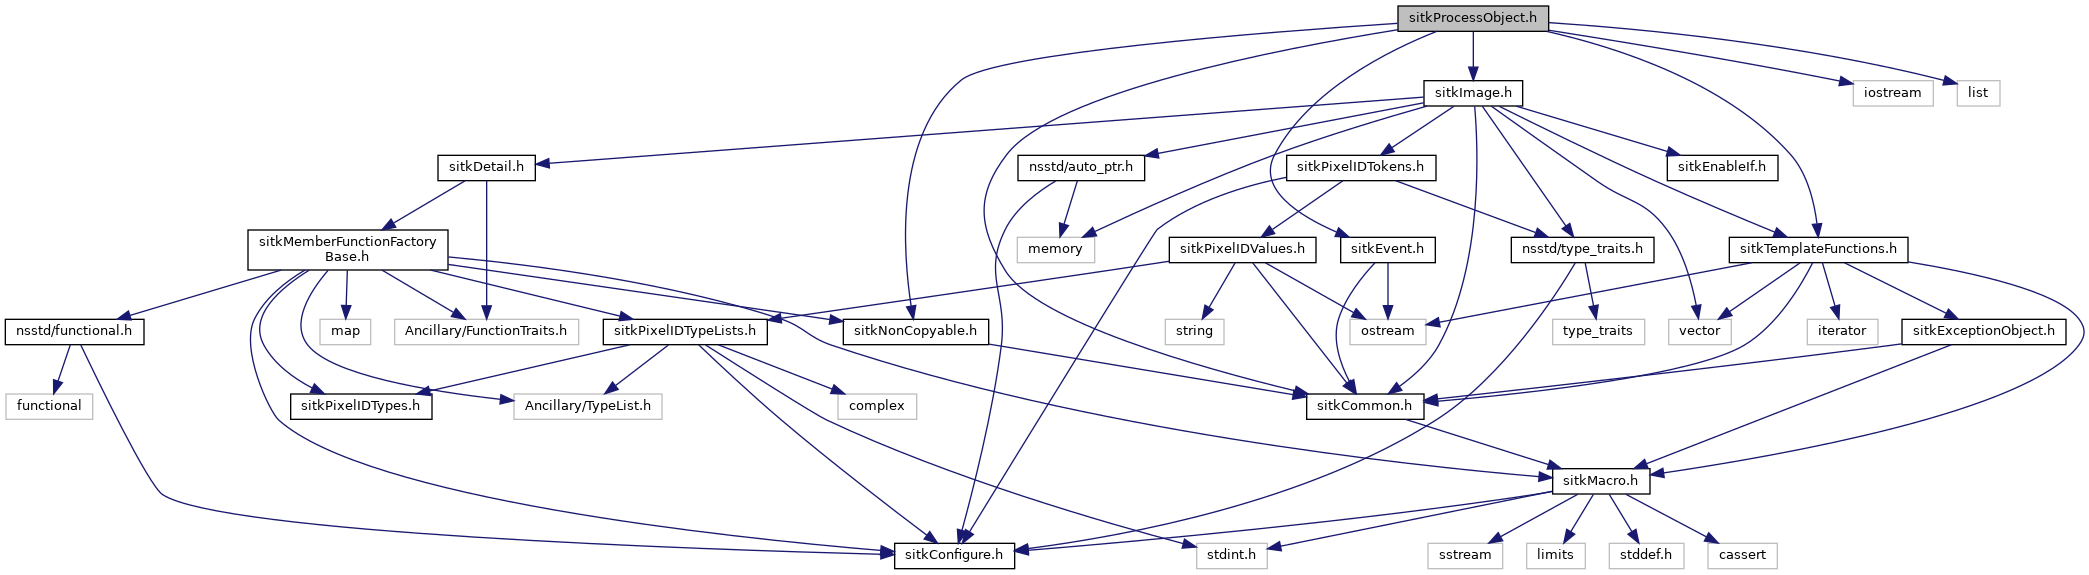 sitkProcessObject.h
sitkImage.h
iostream
list
sitkDetail.h
nsstd/auto_ptr.h
sitkPixelIDTokens.h
sitkEnableIf.h
sitkMemberFunctionFactory
Base.h
memory
sitkPixelIDValues.h
sitkEvent.h
nsstd/type_traits.h
sitkTemplateFunctions.h
nsstd/functional.h
map
Ancillary/FunctionTraits.h
sitkPixelIDTypeLists.h
sitkNonCopyable.h
string
ostream
type_traits
vector
iterator
sitkExceptionObject.h
functional
sitkPixelIDTypes.h
Ancillary/TypeList.h
complex
sitkCommon.h
sitkMacro.h
sitkConfigure.h
stdint.h
sstream
limits
stddef.h
cassert